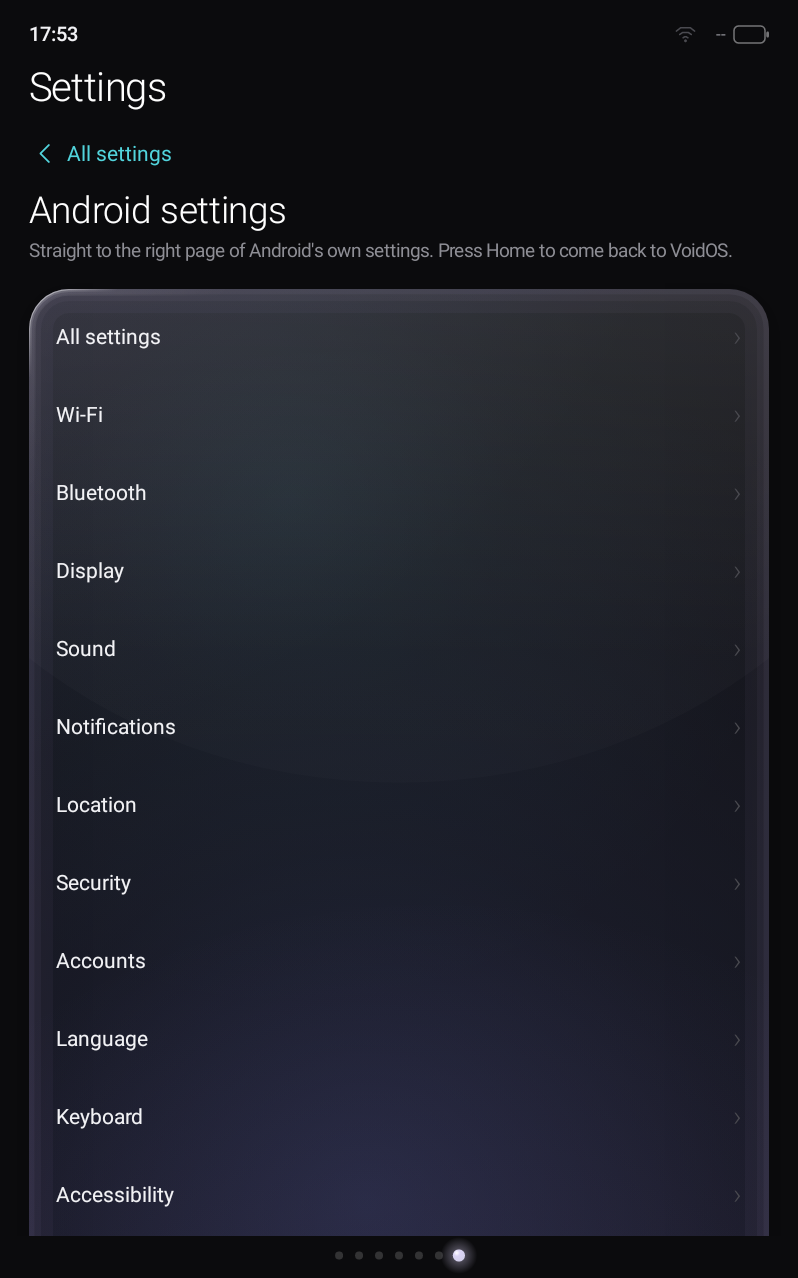 17:53
--
Settings
All settings
Android settings
Straight to the right page of Android's own settings. Press Home to come back to VoidOS.
All settings
Wi-Fi
Bluetooth
Display
Sound
Notifications
Location
Security
Accounts
Language
Keyboard
Accessibility